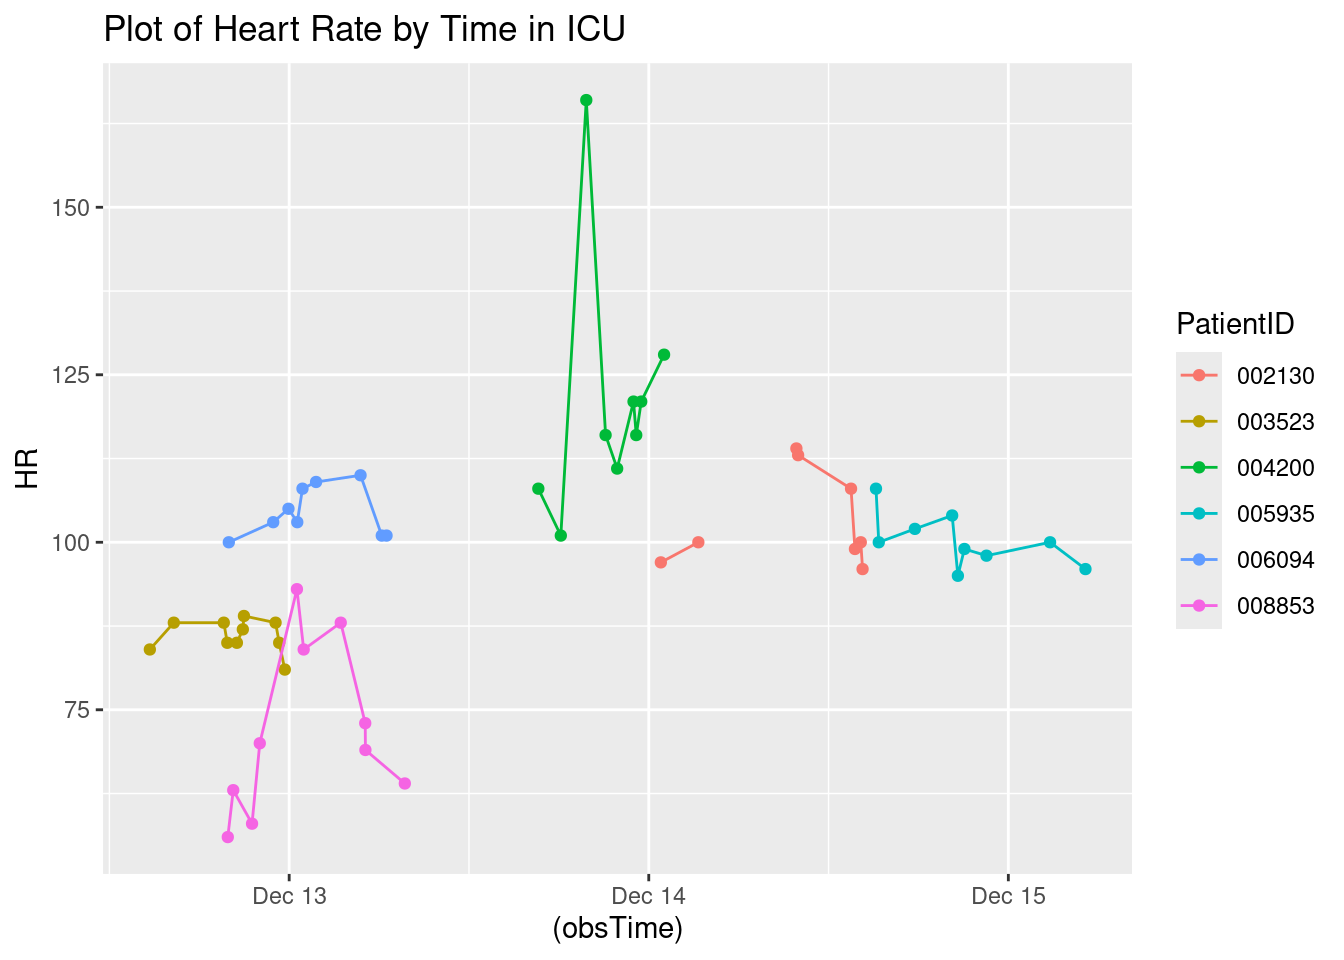 Plot of Heart Rate by Time in ICU
HR
150
125
100
75
Dec 13
Dec 14
Dec 15
(obsTime)
PatientID
002130
003523
004200
005935
006094
008853